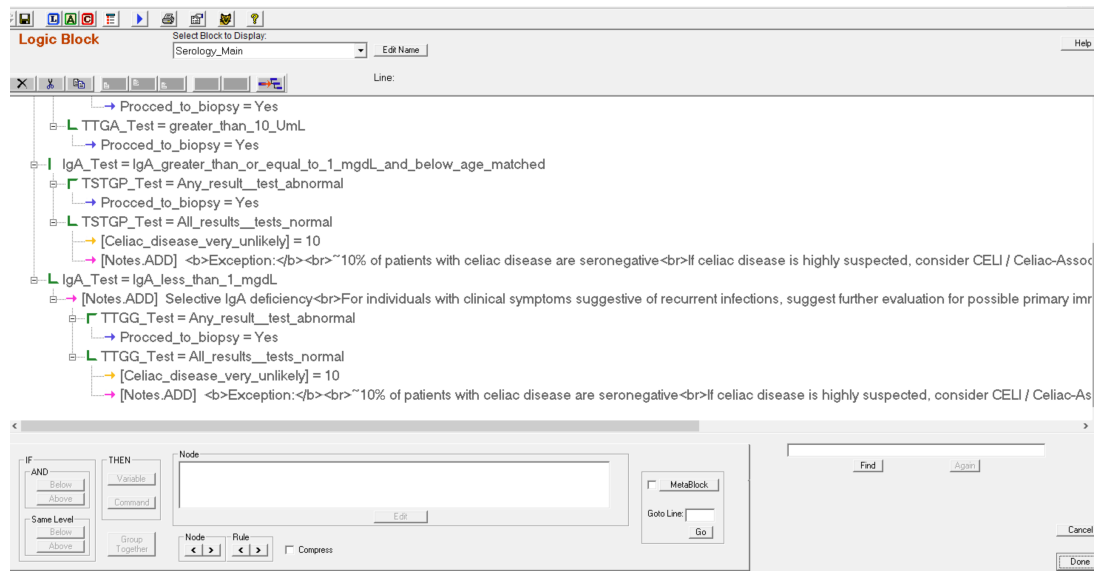 L A C
Logic Block
Select Block to Display:
Serology_Main
Edit Name
Help
Line:
Procced_to_biopsy = Yes
TTGA_Test = greater_than_10_UmL
Procced_to_biopsy = Yes
IgA_Test = IgA_greater_than_or_equal_to_1_mgdL_and_below_age_matched
TSTGP_Test = Any_result__test_abnormal
Procced_to_biopsy = Yes
TSTGP_Test = All_results__tests_normal
[Celiac_disease_very_unlikely] = 10
[Notes.ADD] <b>Exception:</b><br>~10% of patients with celiac disease are seronegative<br>If celiac disease is highly suspected, consider CELI / Celiac-Assoc
IgA_Test = IgA_less_than_1_mgdL
[Notes.ADD] Selective IgA deficiency<br>For individuals with clinical symptoms suggestive of recurrent infections, suggest further evaluation for possible primary imr
TTGG_Test = Any_result__test_abnormal
Procced_to_biopsy = Yes
TTGG_Test = All_results__tests_normal
[Celiac_disease_very_unlikely] = 10
[Notes.ADD] <b>Exception:</b><br>~10% of patients with celiac disease are seronegative<br>If celiac disease is highly suspected, consider CELI / Celiac-As
IF
AND
Below
Above
Same Level
Below
Above
THEN
Variable
Command
Group Together
Node
Edit
Node
< >
Rule
< >
Compress
MetaBlock
Goto Line:
Go
Find
Again
Cancel
Done